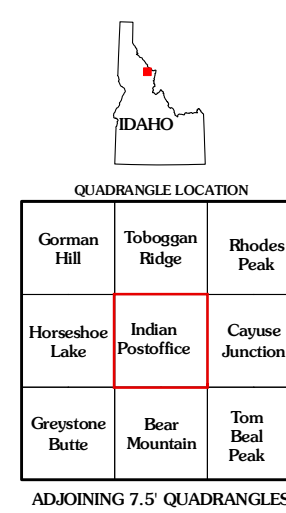 IDAHO
QUADRANGLE LOCATION
Gorman
Hill
Toboggan
Ridge
Rhodes
Peak
Horseshoe
Lake
Indian
Postoffice
Cayuse
Junction
Greystone
Butte
Bear
Mountain
Tom
Beal
Peak
ADJOINING 7.5' QUADRANGLES